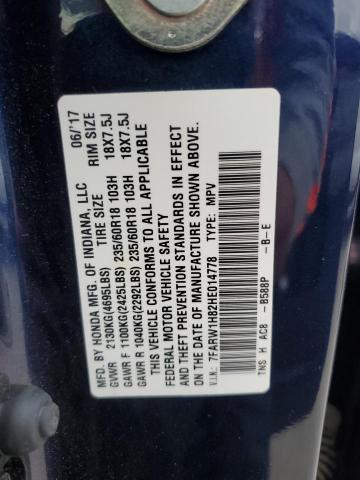 MFD. BY HONDA MFG. OF INDIANA, LLC 06/'17
TIRE SIZE RIM SIZE
GVWR 2130KG(4695LBS)
GAWR F 1100KG(2425LBS) 235/60R18 103H 18X7.5J
GAWR R 1040KG(2292LBS) 235/60R18 103H 18X7.5J
THIS VEHICLE CONFORMS TO ALL APPLICABLE
FEDERAL MOTOR VEHICLE SAFETY
AND THEFT PREVENTION STANDARDS IN EFFECT
ON THE DATE OF MANUFACTURE SHOWN ABOVE.
V.I.N.: 7FARW1H82HE014778 TYPE: MPV
TNS H AC8 -B588P -B-E